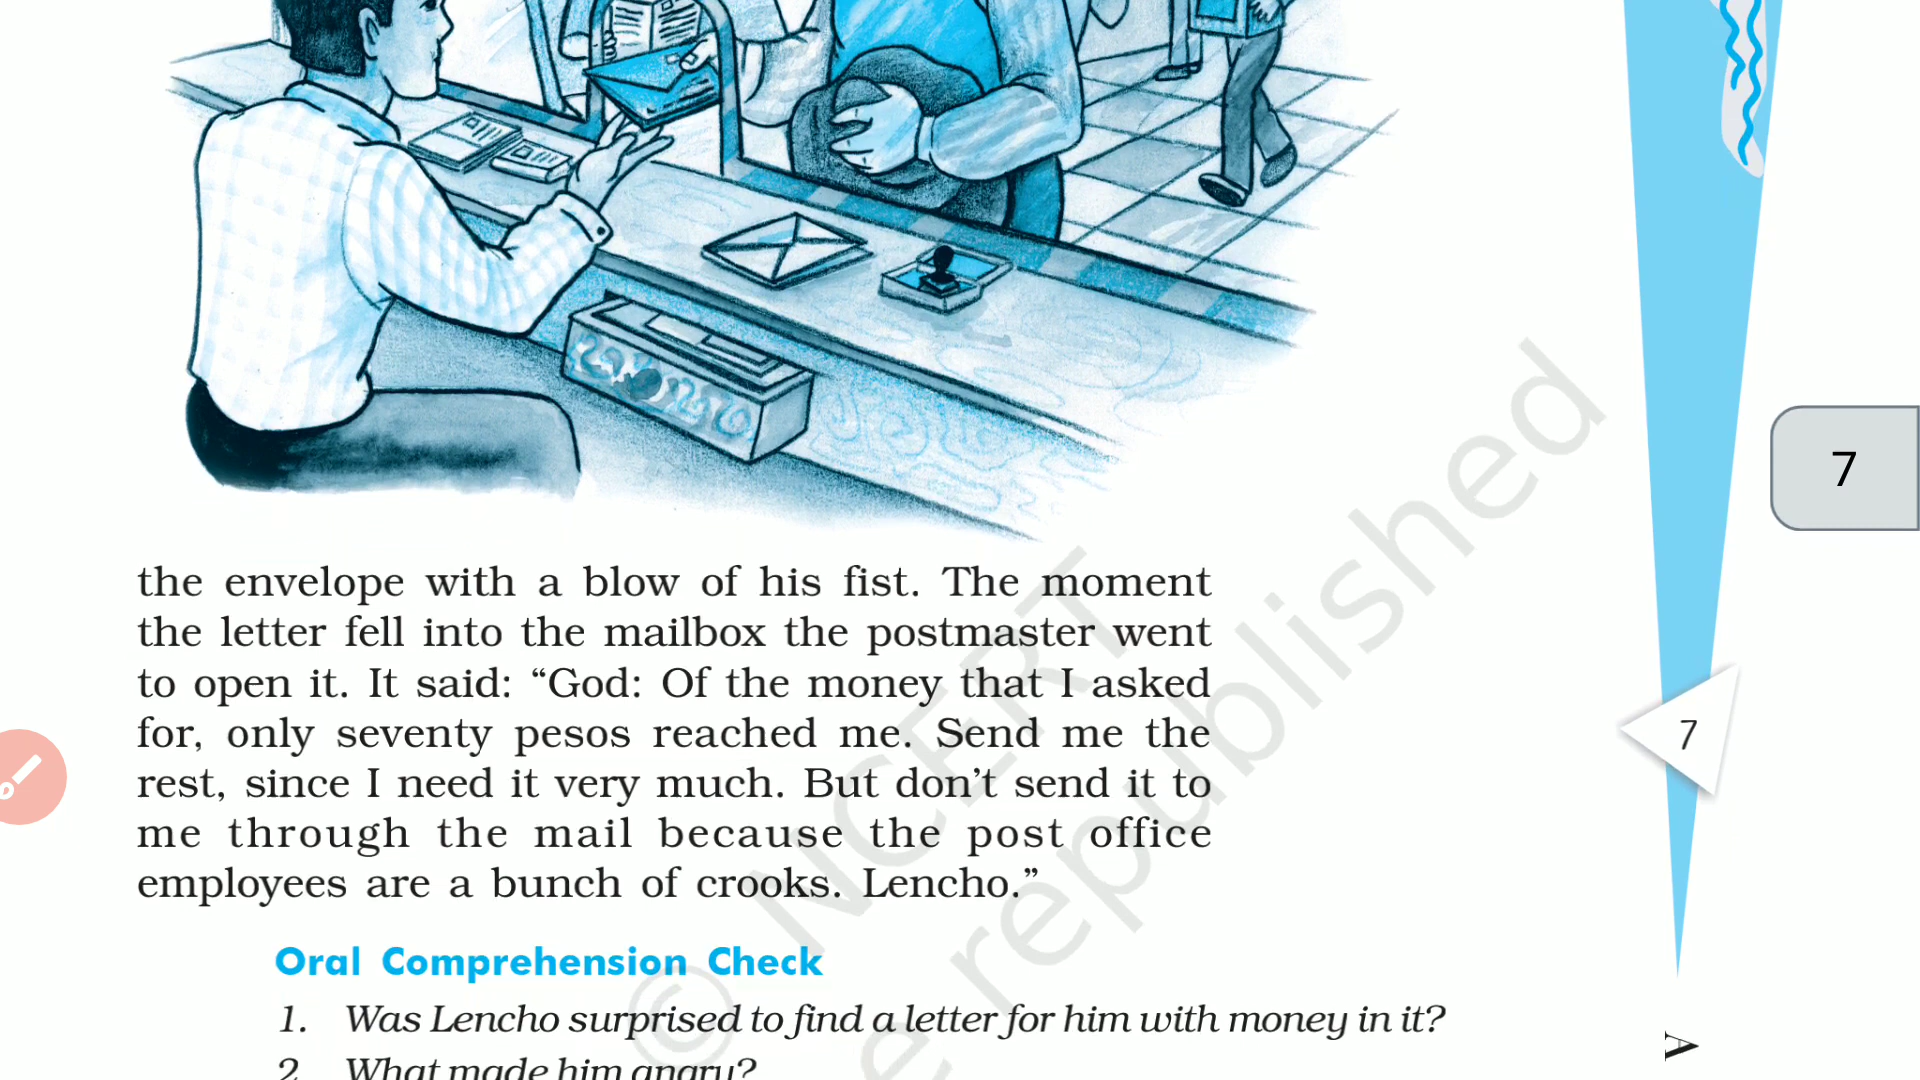 the envelope with a blow of his fist. The moment
the letter fell into the mailbox the postmaster went
to open it. It said: “God: Of the money that I asked
for, only seventy pesos reached me. Send me the
rest, since I need it very much. But don’t send it to
me through the mail because the post office
employees are a bunch of crooks. Lencho.”
Oral Comprehension Check
1. Was Lencho surprised to find a letter for him with money in it?
2. What made him angry?
7
7
A
© NCERT
republished